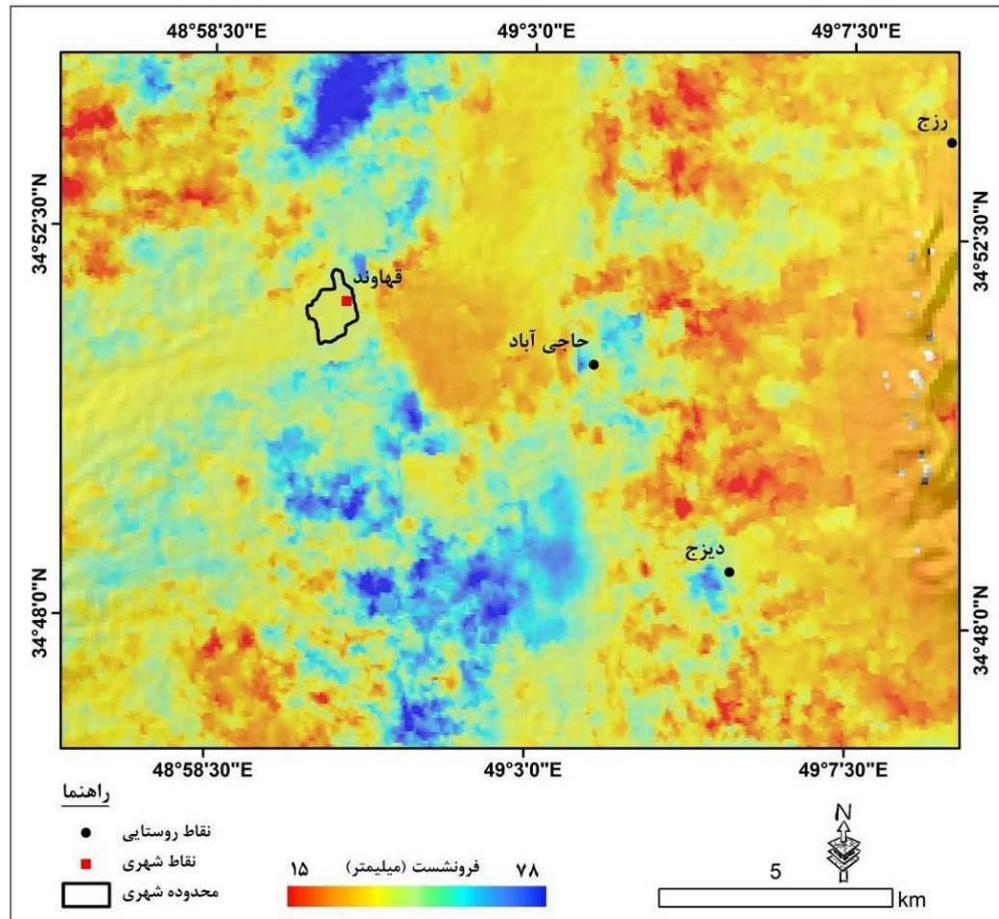 48°58'30"E
49°3'0"E
49°7'30"E
رزج
34°52'30"N
34°52'30"N
قهاوند
حاجی آباد
دیزج
34°48'0"N
34°48'0"N
48°58'30"E
49°3'0"E
49°7'30"E
راهنما
نقاط روستایی
نقاط شهری
محدوده شهری
فرونشست (میلیمتر)
۱۵
۷۸
N
5
km